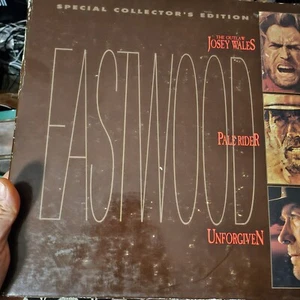 SPECIAL COLLECTOR'S EDITION
EASTWOOD
THE OUTLAW
JOSEY WALES
PALE RIDER
UNFORGIVEN